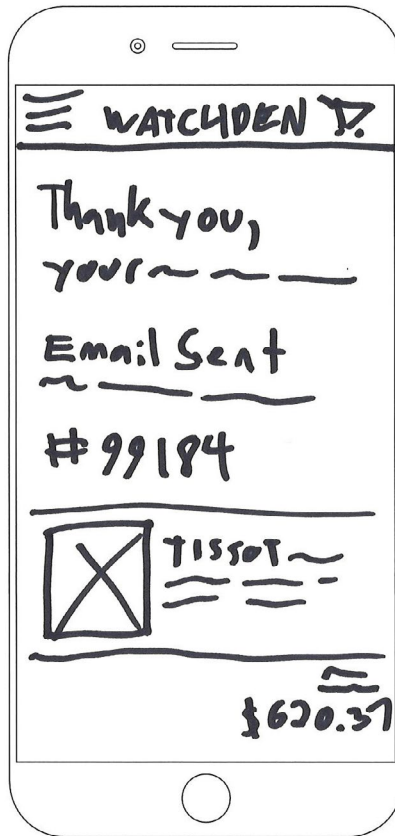 WATCHDEN
Thank you,
your
Email Sent
#99184
TISSOT
$620.37